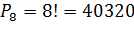 P₈ = 8! = 40320